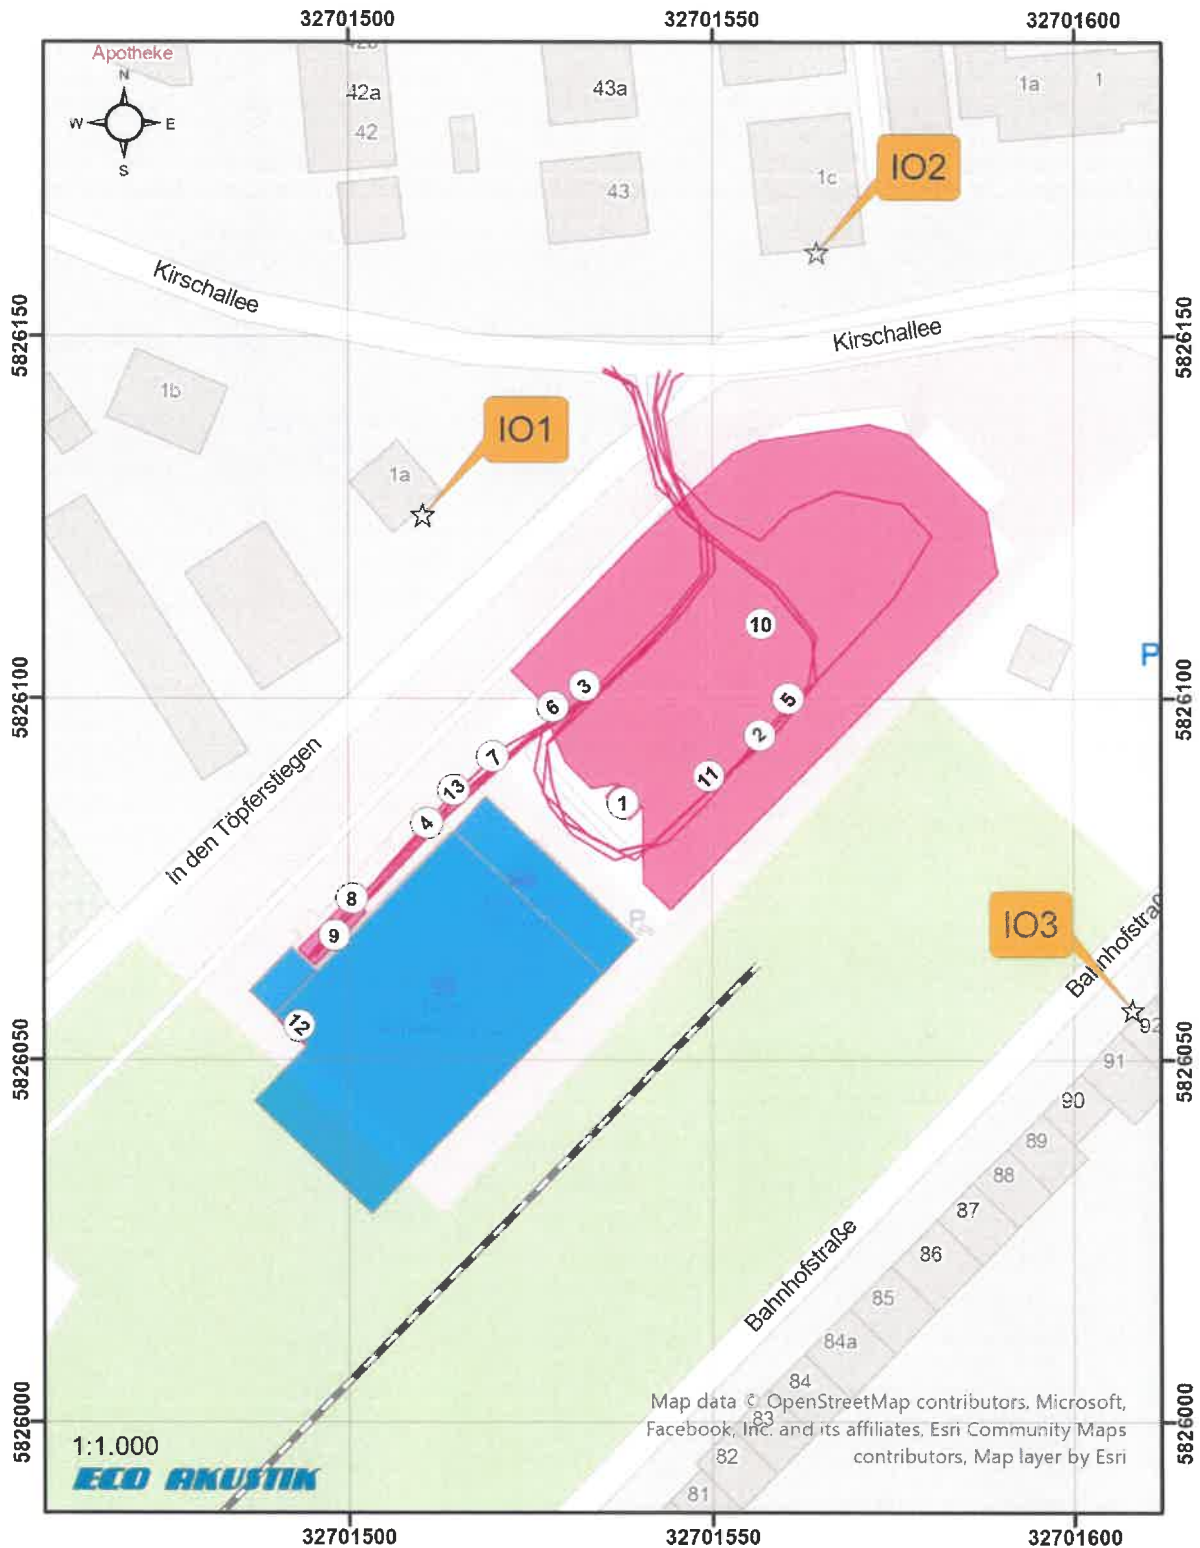 32701500
32701550
32701600
Apotheke
N
W
E
S
42b
42a
42
43a
43
1c
1a
1
IO2
Kirschallee
Kirschallee
5826150
5826150
1b
IO1
1a
10
P
5826100
5826100
3
6
5
2
7
11
13
1
4
In den Töpferstiegen
8
9
P
IO3
Bahnhofstraß
12
92
5826050
5826050
91
90
89
88
87
86
85
84a
84
83
82
81
Bahnhofstraße
Map data © OpenStreetMap contributors, Microsoft,
Facebook, Inc. and its affiliates, Esri Community Maps
contributors, Map layer by Esri
5826000
5826000
1:1.000
ECO AKUSTIK
32701500
32701550
32701600